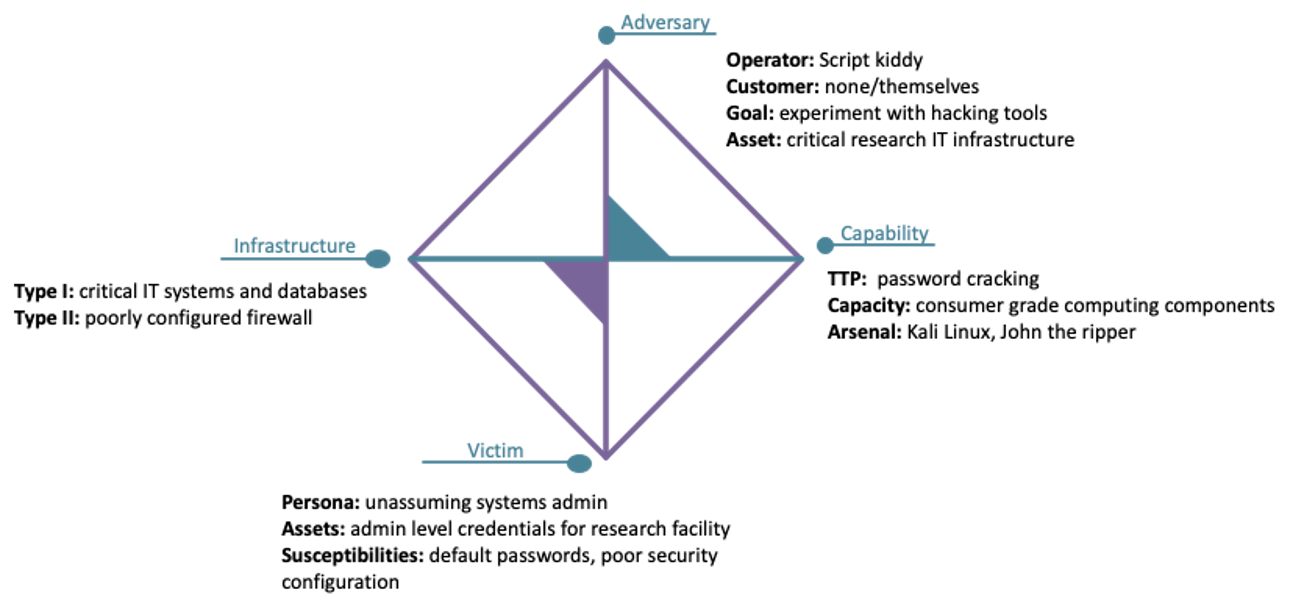 Adversary
Operator: Script kiddy
Customer: none/themselves
Goal: experiment with hacking tools
Asset: critical research IT infrastructure
Infrastructure
Type I: critical IT systems and databases
Type II: poorly configured firewall
Capability
TTP:  password cracking
Capacity: consumer grade computing components
Arsenal: Kali Linux, John the ripper
Victim
Persona: unassuming systems admin
Assets: admin level credentials for research facility
Susceptibilities: default passwords, poor security
configuration